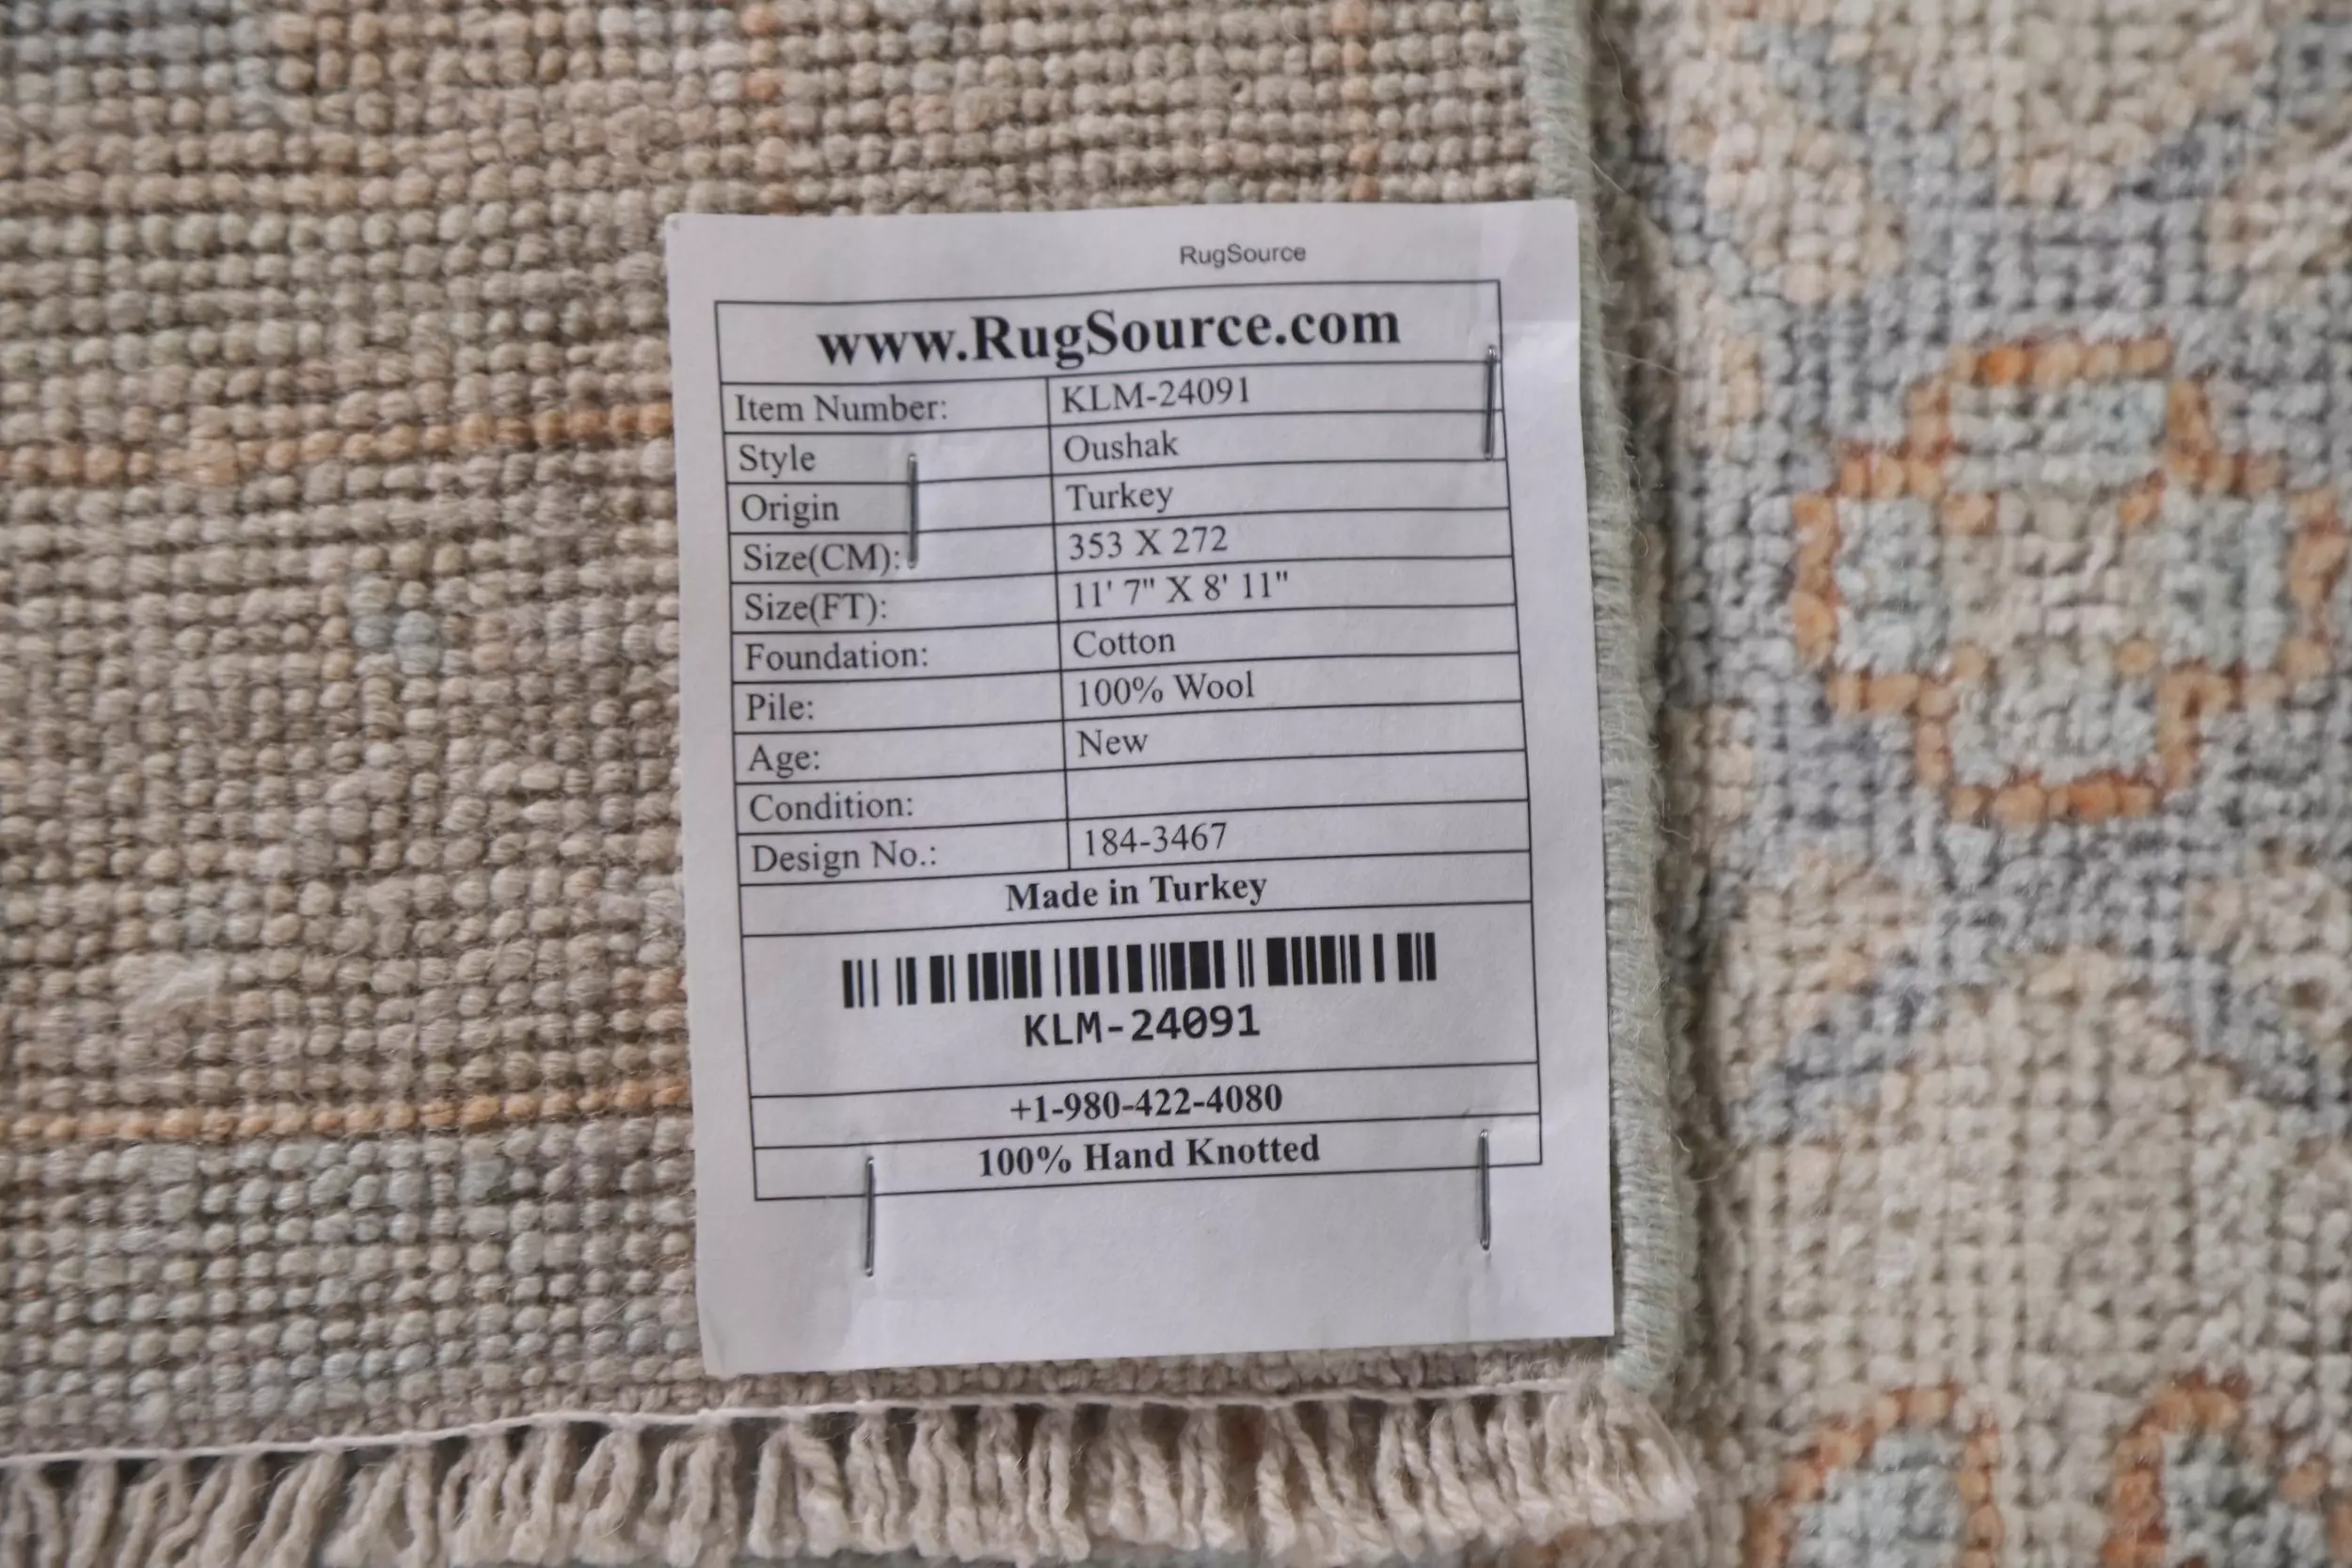 RugSource
www.RugSource.com
Item Number: KLM-24091
Style Oushak
Origin Turkey
Size(CM): 353 X 272
Size(FT): 11' 7" X 8' 11"
Foundation: Cotton
Pile: 100% Wool
Age: New
Condition:
Design No.: 184-3467
Made in Turkey
KLM-24091
+1-980-422-4080
100% Hand Knotted